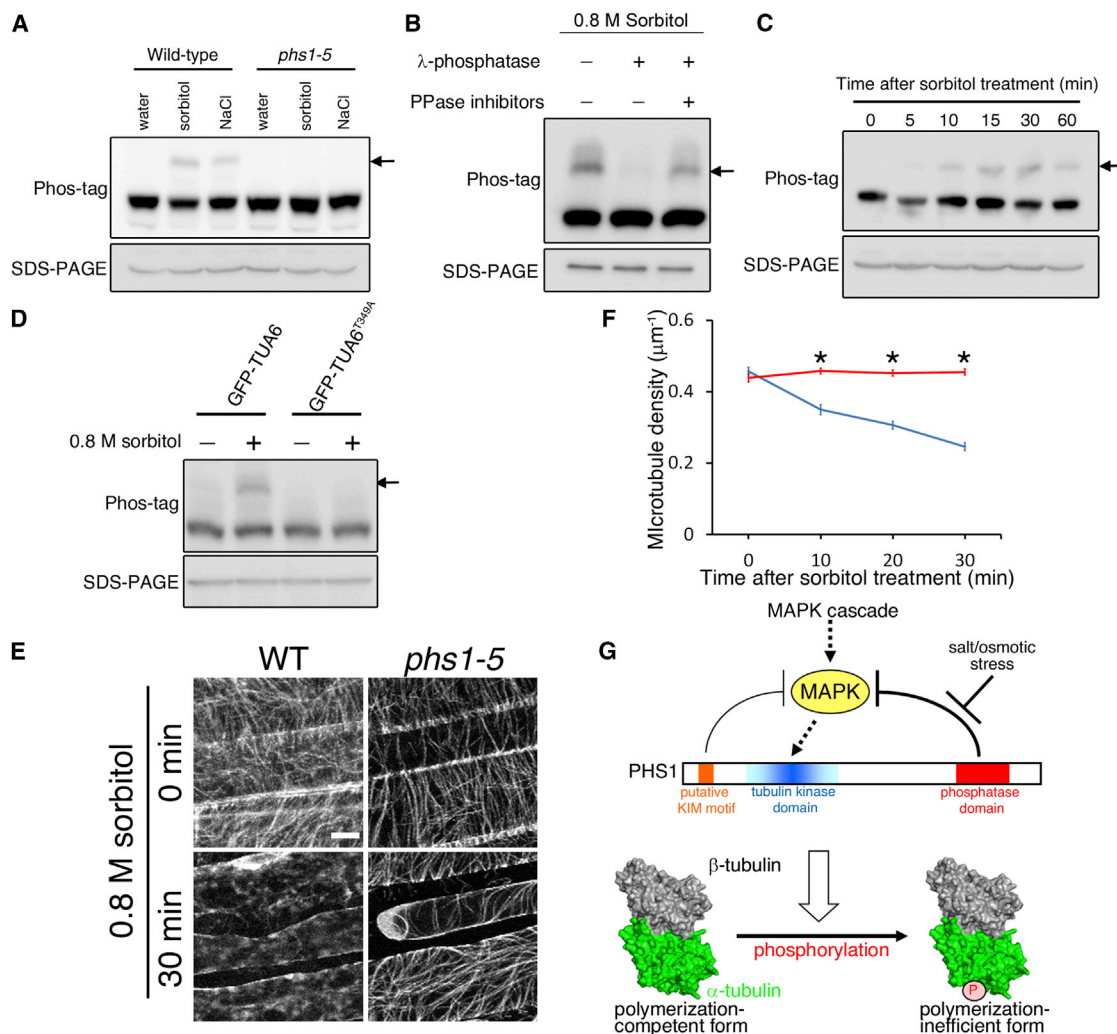 A
Wild-type phs1-5
water sorbitol NaCl water sorbitol NaCl
Phos-tag
SDS-PAGE
B
0.8 M Sorbitol
λ-phosphatase − + +
PPase inhibitors − − +
Phos-tag
SDS-PAGE
C
Time after sorbitol treatment (min)
0 5 10 15 30 60
Phos-tag
SDS-PAGE
D
GFP-TUA6 GFP-TUA6T349A
0.8 M sorbitol − + − +
Phos-tag
SDS-PAGE
E
WT phs1-5
0.8 M sorbitol
0 min
30 min
F
MIcrotubule density (μm-1)
0.6
0.4
0.2
0
* * *
0 10 20 30
Time after sorbitol treatment (min)
G
MAPK cascade
salt/osmotic
stress
MAPK
PHS1
putative
KIM motif
tubulin kinase
domain
phosphatase
domain
β-tubulin
phosphorylation
α-tubulin
P
polymerization-
competent form
polymerization-
inefficient form